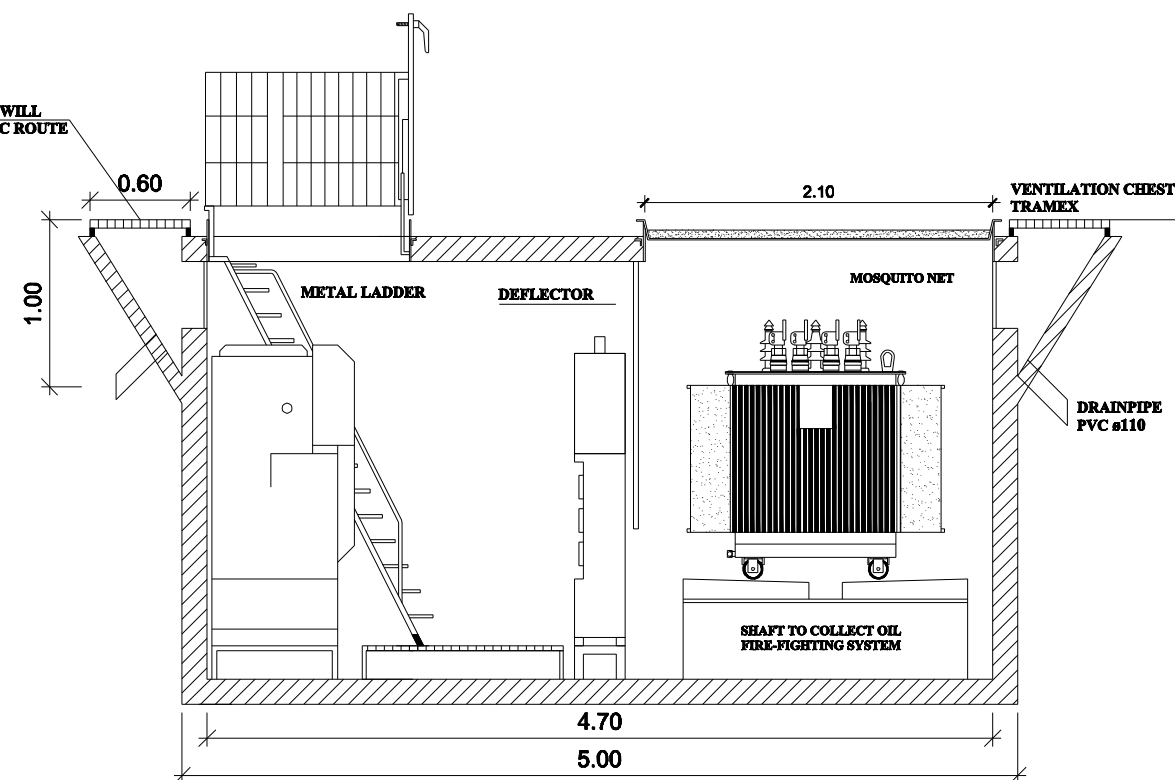 WILL
C ROUTE
0.60
2.10
VENTILATION CHEST
TRAMEX
1.00
METAL LADDER
DEFLECTOR
MOSQUITO NET
DRAINPIPE
PVC ø110
SHAFT TO COLLECT OIL
FIRE-FIGHTING SYSTEM
4.70
5.00